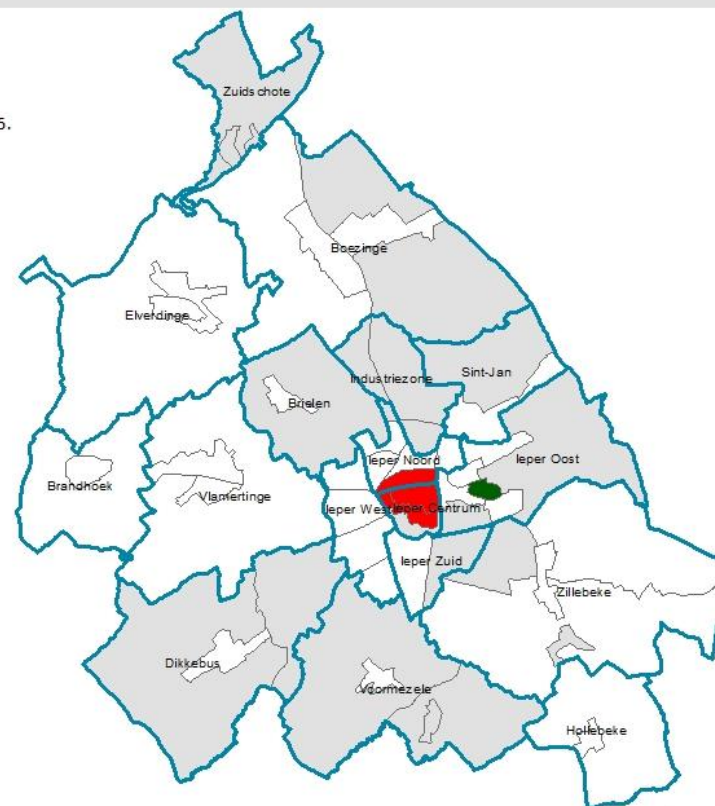 Zuidschote
5.
Boezinge
Elverdinge
Industriezone
Sint-Jan
Brielen
Ieper Noord
Ieper Oost
Brandhoek
Vlamertinge
Ieper West
Ieper Centrum
Ieper Zuid
Zillebeke
Dikkebus
Voormezele
Hollebeke